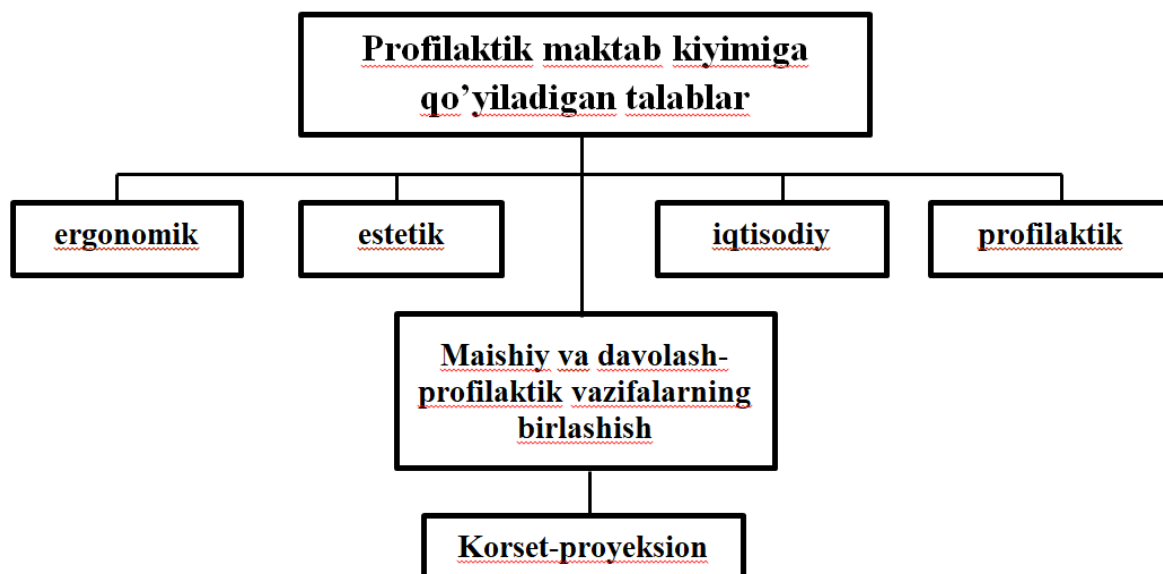 Profilaktik maktab kiyimiga
qo’yiladigan talablar
ergonomik
estetik
iqtisodiy
profilaktik
Maishiy va davolash-
profilaktik vazifalarning
birlashish
Korset-proyeksion